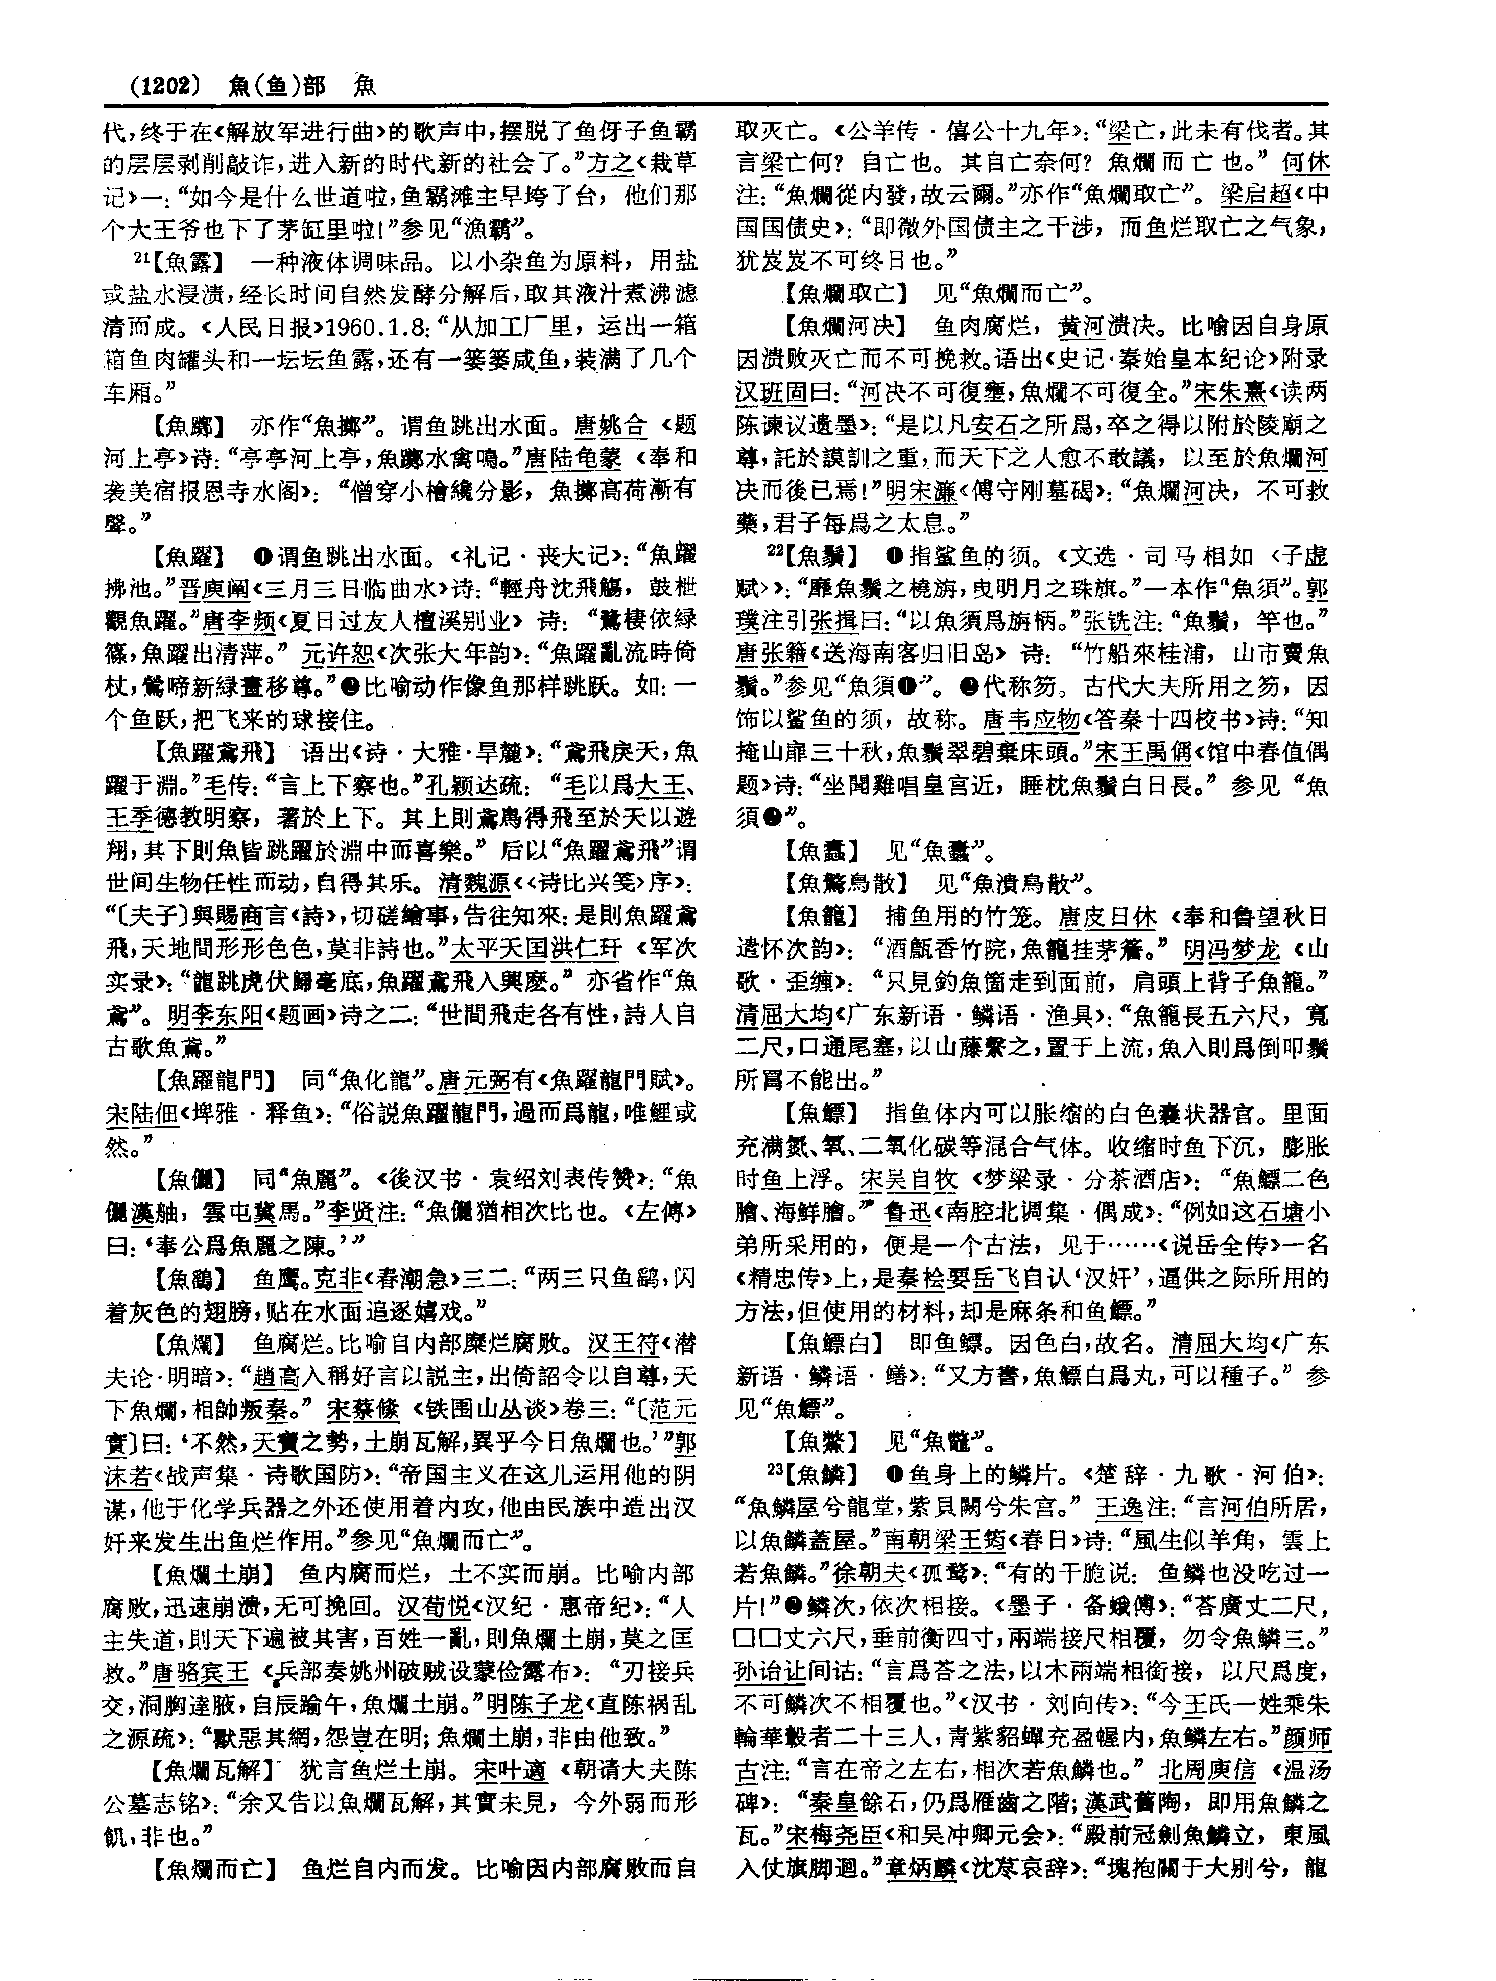 (1202) 魚(鱼)部 魚
代,终于在《解放军进行曲》的歌声中,摆脱了鱼伢子鱼霸
的层层剥削敲诈,进入新的时代新的社会了。”方之《栽草
记》一:“如今是什么世道啦,鱼霸滩主早垮了台,他们那
个大王爷也下了茅缸里啦!”参见“漁霸”。
21【魚露】 一种液体调味品。以小杂鱼为原料,用盐
或盐水浸渍,经长时间自然发酵分解后,取其液汁煮沸滤
清而成。《人民日报》1960.1.8:“从加工厂里,运出一箱
箱鱼肉罐头和一坛坛鱼露,还有一篓篓咸鱼,装满了几个
车厢。”
【魚躑】 亦作“魚擲”。谓鱼跳出水面。唐姚合《题
河上亭》诗:“亭亭河上亭,魚躑水禽鳴。”唐陆龟蒙《奉和
袭美宿报恩寺水阁》:“僧穿小檜纔分影,魚擲高荷漸有
聲。”
【魚躍】 ❶谓鱼跳出水面。《礼记·丧大记》:“魚躍
拂池。”晋庾阐《三月三日临曲水》诗:“輕舟沈飛觴,鼓枻
觀魚躍。”唐李频《夏日过友人檀溪别业》诗:“鷺棲依緑
篠,魚躍出清萍。”元许恕《次张大年韵》:“魚躍亂流時倚
杖,鶯啼新緑晝移尊。”❷比喻动作像鱼那样跳跃。如:一
个鱼跃,把飞来的球接住。
【魚躍鳶飛】 语出《诗·大雅·旱麓》:“鳶飛戾天,魚
躍于淵。”毛传:“言上下察也。”孔颖达疏:“毛以爲大王、
王季德教明察,著於上下。其上則鳶鳥得飛至於天以遊
翔,其下則魚皆跳躍於淵中而喜樂。”后以“魚躍鳶飛”谓
世间生物任性而动,自得其乐。清魏源《〈诗比兴笺〉序》:
“〔夫子〕與賜商言《詩》,切磋繪事,告往知來:是則魚躍鳶
飛,天地間形形色色,莫非詩也。”太平天囯洪仁玕《军次
实录》:“龍跳虎伏歸毫底,魚躍鳶飛入興麽。”亦省作“魚
鳶”。明李东阳《题画》诗之二:“世間飛走各有性,詩人自
古歌魚鳶。”
【魚躍龍門】 同“魚化龍”。唐元弼有《魚躍龍門賦》。
宋陆佃《埤雅·释鱼》:“俗説魚躍龍門,過而爲龍,唯鯉或
然。”
【魚儷】 同“魚麗”。《後汉书·袁绍刘表传赞》:“魚
儷漢舳,雲屯冀馬。”李贤注:“魚儷猶相次比也。《左傳》
曰:‘奉公爲魚麗之陳。’”
【魚鷀】 鱼鹰。克非《春潮急》三二:“两三只鱼鹚,闪
着灰色的翅膀,贴在水面追逐嬉戏。”
【魚爛】 鱼腐烂。比喻自内部糜烂腐败。汉王符《潜
夫论·明暗》:“趙高入稱好言以説主,出倚詔令以自尊,天
下魚爛,相帥叛秦。”宋蔡絛《铁围山丛谈》卷三:“〔范元
實〕曰:‘不然,天寶之勢,土崩瓦解,異乎今日魚爛也。’”郭
沫若《战声集·诗歌国防》:“帝国主义在这儿运用他的阴
谋,他于化学兵器之外还使用着内攻,他由民族中造出汉
奸来发生出鱼烂作用。”参见“魚爛而亡”。
【魚爛土崩】 鱼内腐而烂,土不实而崩。比喻内部
腐败,迅速崩溃,无可挽回。汉荀悦《汉纪·惠帝纪》:“人
主失道,則天下遍被其害,百姓一亂,則魚爛土崩,莫之匡
救。”唐骆宾王《兵部奏姚州破贼设蒙俭露布》:“刃接兵
交,洞胸達腋,自辰踰午,魚爛土崩。”明陈子龙《直陈祸乱
之源疏》:“獸惡其網,怨豈在明;魚爛土崩,非由他致。”
【魚爛瓦解】 犹言鱼烂土崩。宋叶適《朝请大夫陈
公墓志铭》:“余又告以魚爛瓦解,其實未見,今外弱而形
飢,非也。”
【魚爛而亡】 鱼烂自内而发。比喻因内部腐败而自
取灭亡。《公羊传·僖公十九年》:“梁亡,此未有伐者。其
言梁亡何?自亡也。其自亡奈何?魚爛而亡也。”何休
注:“魚爛從内發,故云爾。”亦作“魚爛取亡”。梁启超《中
国国债史》:“即微外国债主之干涉,而鱼烂取亡之气象,
犹岌岌不可终日也。”
【魚爛取亡】 见“魚爛而亡”。
【魚爛河决】 鱼肉腐烂,黄河溃决。比喻因自身原
因溃败灭亡而不可挽救。语出《史记·秦始皇本纪论》附录
汉班固曰:“河决不可復壅,魚爛不可復全。”宋朱熹《读两
陈谏议遗墨》:“是以凡安石之所爲,卒之得以附於陵廟之
尊,託於謨訓之重,而天下之人愈不敢議,以至於魚爛河
决而後已焉!”明宋濂《傅守刚墓碣》:“魚爛河决,不可救
藥,君子每爲之太息。”
22【魚鬚】 ❶指鲨鱼的须。《文选·司马相如〈子虚
赋〉》:“靡魚鬚之橈旃,曳明月之珠旗。”一本作“魚須”。郭
璞注引张揖曰:“以魚須爲旃柄。”张铣注:“魚鬚,竿也。”
唐张籍《送海南客归旧岛》诗:“竹船來桂浦,山市賣魚
鬚。”参见“魚須❶”。❷代称笏。古代大夫所用之笏,因
饰以鲨鱼的须,故称。唐韦应物《答秦十四校书》诗:“知
掩山扉三十秋,魚鬚翠碧棄床頭。”宋王禹偁《馆中春值偶
题》诗:“坐聞雞唱皇宫近,睡枕魚鬚白日長。”参见“魚
須❷”。
【魚蠧】 见“魚蠹”。
【魚驚鳥散】 见“魚潰鳥散”。
【魚籠】 捕鱼用的竹笼。唐皮日休《奉和鲁望秋日
遣怀次韵》:“酒甒香竹院,魚籠挂茅簷。”明冯梦龙《山
歌·歪缠》:“只見釣魚箇走到面前,肩頭上背子魚籠。”
清屈大均《广东新语·鳞语·渔具》:“魚籠長五六尺,寬
二尺,口通尾塞,以山藤繫之,置于上流,魚入則爲倒叩鬚
所罥不能出。”
【魚鰾】 指鱼体内可以胀缩的白色囊状器官。里面
充满氮、氧、二氧化碳等混合气体。收缩时鱼下沉,膨胀
时鱼上浮。宋吴自牧《梦粱录·分茶酒店》:“魚鰾二色
膾、海鮮膾。”鲁迅《南腔北调集·偶成》:“例如这石塘小
弟所采用的,便是一个古法,见于……《说岳全传》一名
《精忠传》上,是秦桧要岳飞自认‘汉奸’,逼供之际所用的
方法,但使用的材料,却是麻条和鱼鳔。”
【魚鰾白】 即鱼鳔。因色白,故名。清屈大均《广东
新语·鳞语·鳝》:“又方書,魚鰾白爲丸,可以種子。”参
见“魚鰾”。
【魚鱉】 见“魚鼈”。
23【魚鱗】 ❶鱼身上的鳞片。《楚辞·九歌·河伯》:
“魚鱗屋兮龍堂,紫貝闕兮朱宫。”王逸注:“言河伯所居,
以魚鱗蓋屋。”南朝梁王筠《春日》诗:“風生似羊角,雲上
若魚鱗。”徐朝夫《孤鹜》:“有的干脆说:鱼鳞也没吃过一
片!”❷鳞次,依次相接。《墨子·备蛾傅》:“荅廣丈二尺,
□□丈六尺,垂前衡四寸,兩端接尺相覆,勿令魚鱗三。”
孙诒让间诂:“言爲荅之法,以木兩端相銜接,以尺爲度,
不可鱗次不相覆也。”《汉书·刘向传》:“今王氏一姓乘朱
輪華轂者二十三人,青紫貂蟬充盈幄内,魚鱗左右。”颜师
古注:“言在帝之左右,相次若魚鱗也。”北周庾信《温汤
碑》:“秦皇餘石,仍爲雁齒之階;漢武舊陶,即用魚鱗之
瓦。”宋梅尧臣《和吴冲卿元会》:“殿前冠劍魚鱗立,東風
入仗旗脚迴。”章炳麟《沈荩哀辞》:“塊抱關于大别兮,龍